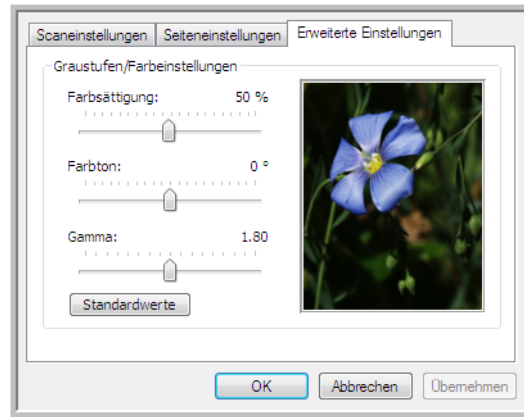 Scaneinstellungen Seiteneinstellungen Erweiterte Einstellungen
Graustufen/Farbeinstellungen
Farbsättigung: 50 %
Farbton: 0 °
Gamma: 1.80
Standardwerte
OK Abbrechen Übernehmen